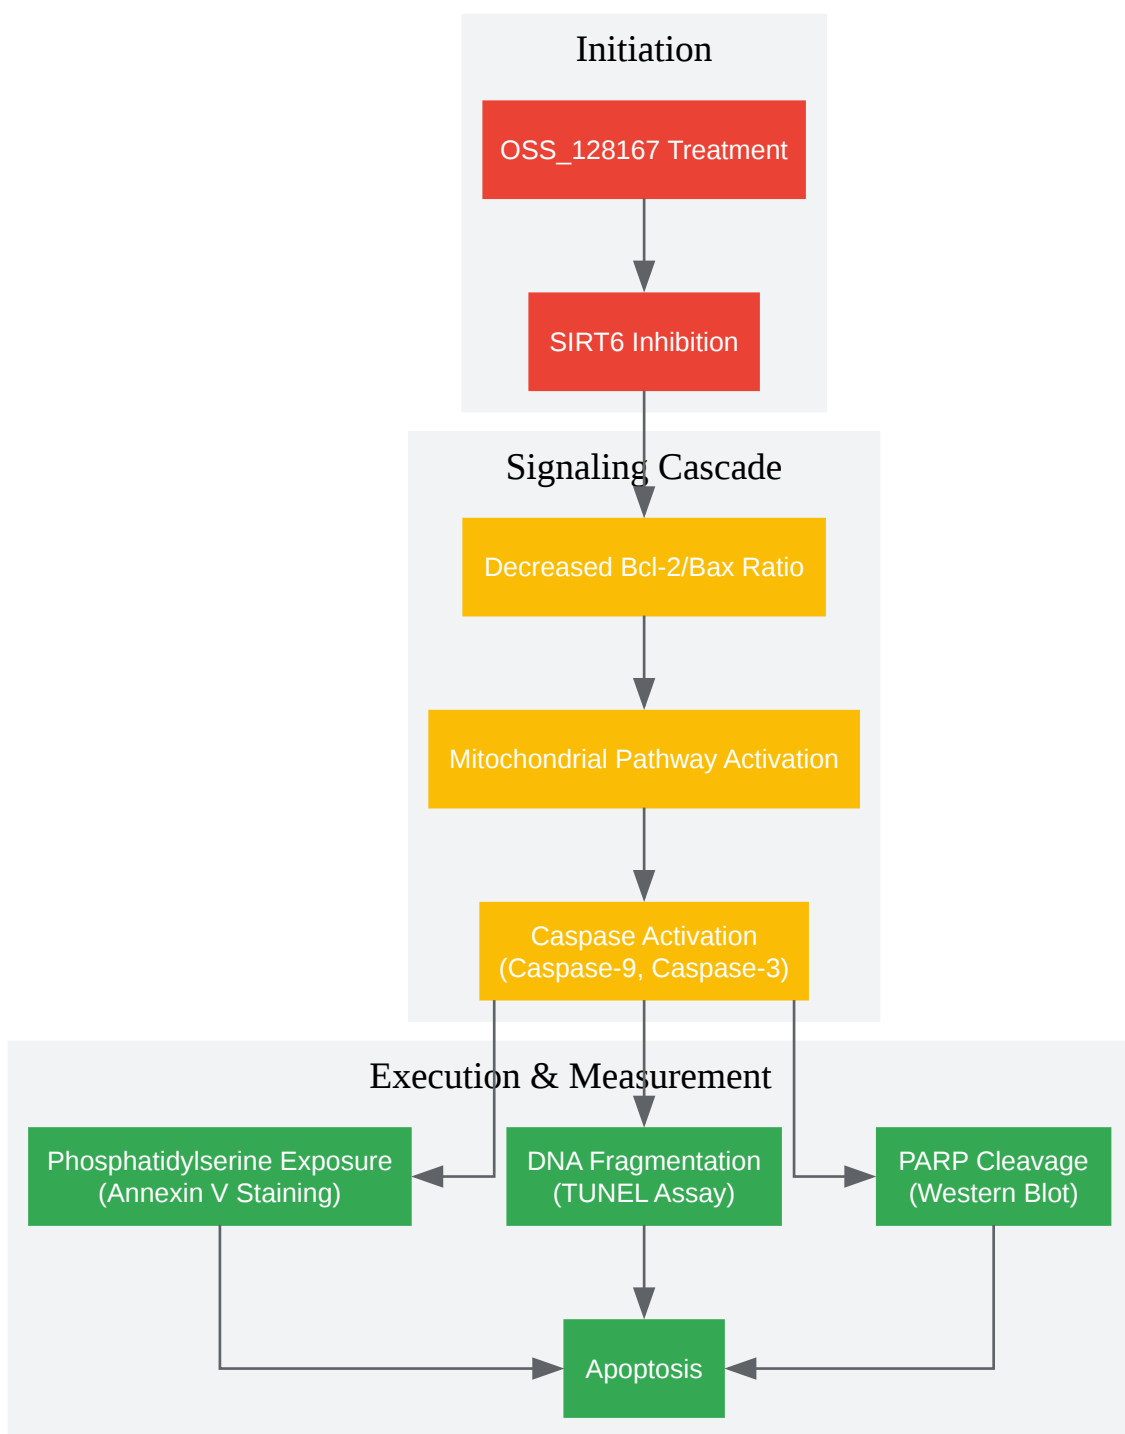 Initiation
OSS_128167 Treatment
SIRT6 Inhibition
Signaling Cascade
Decreased Bcl-2/Bax Ratio
Mitochondrial Pathway Activation
Caspase Activation
(Caspase-9, Caspase-3)
Execution & Measurement
Phosphatidylserine Exposure
(Annexin V Staining)
DNA Fragmentation
(TUNEL Assay)
PARP Cleavage
(Western Blot)
Apoptosis